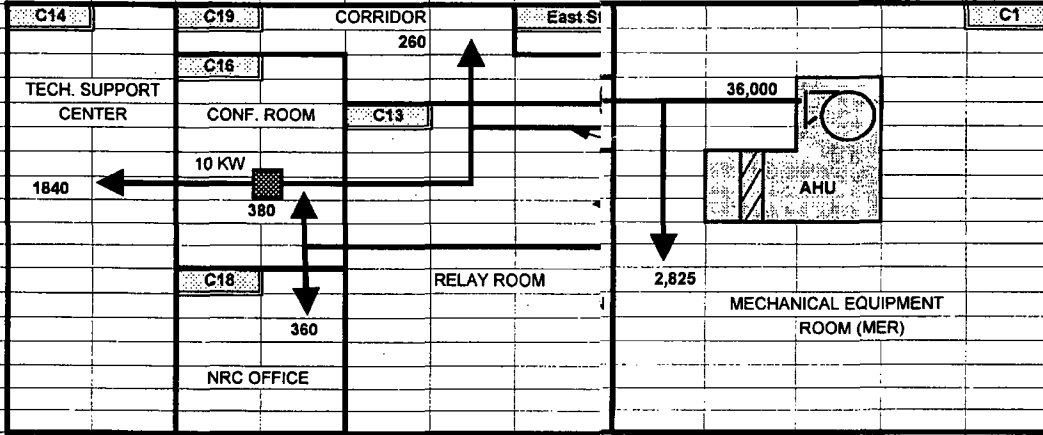 C14
C19
CORRIDOR
East St
C1
260
C16
TECH. SUPPORT
CENTER
CONF. ROOM
C13
36,000
10 KW
1840
380
AHU
C18
RELAY ROOM
2,825
360
MECHANICAL EQUIPMENT
ROOM (MER)
NRC OFFICE